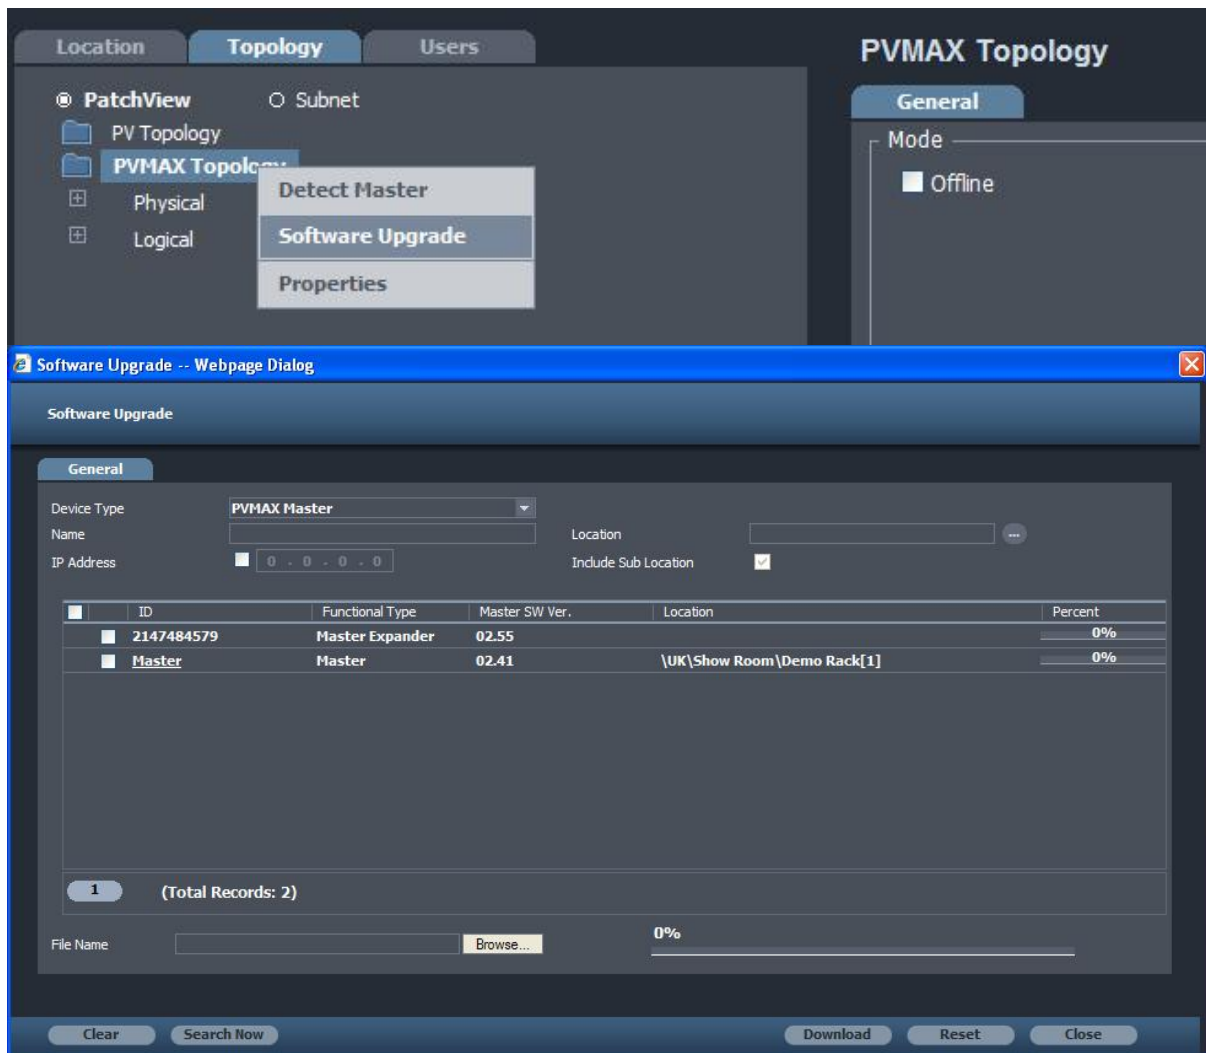 Location Topology Users
PVMAX Topology
PatchView Subnet
General
PV Topology
Mode
PVMAX Topology
Offline
Detect Master
Physical
Software Upgrade
Logical
Properties
Software Upgrade -- Webpage Dialog
Software Upgrade
General
Device Type PVMAX Master
Name Location ...
IP Address 0 . 0 . 0 . 0 Include Sub Location
ID Functional Type Master SW Ver. Location Percent
2147484579 Master Expander 02.55 0%
Master Master 02.41 \UK\Show Room\Demo Rack[1] 0%
1 (Total Records: 2)
0%
File Name Browse...
Clear Search Now Download Reset Close